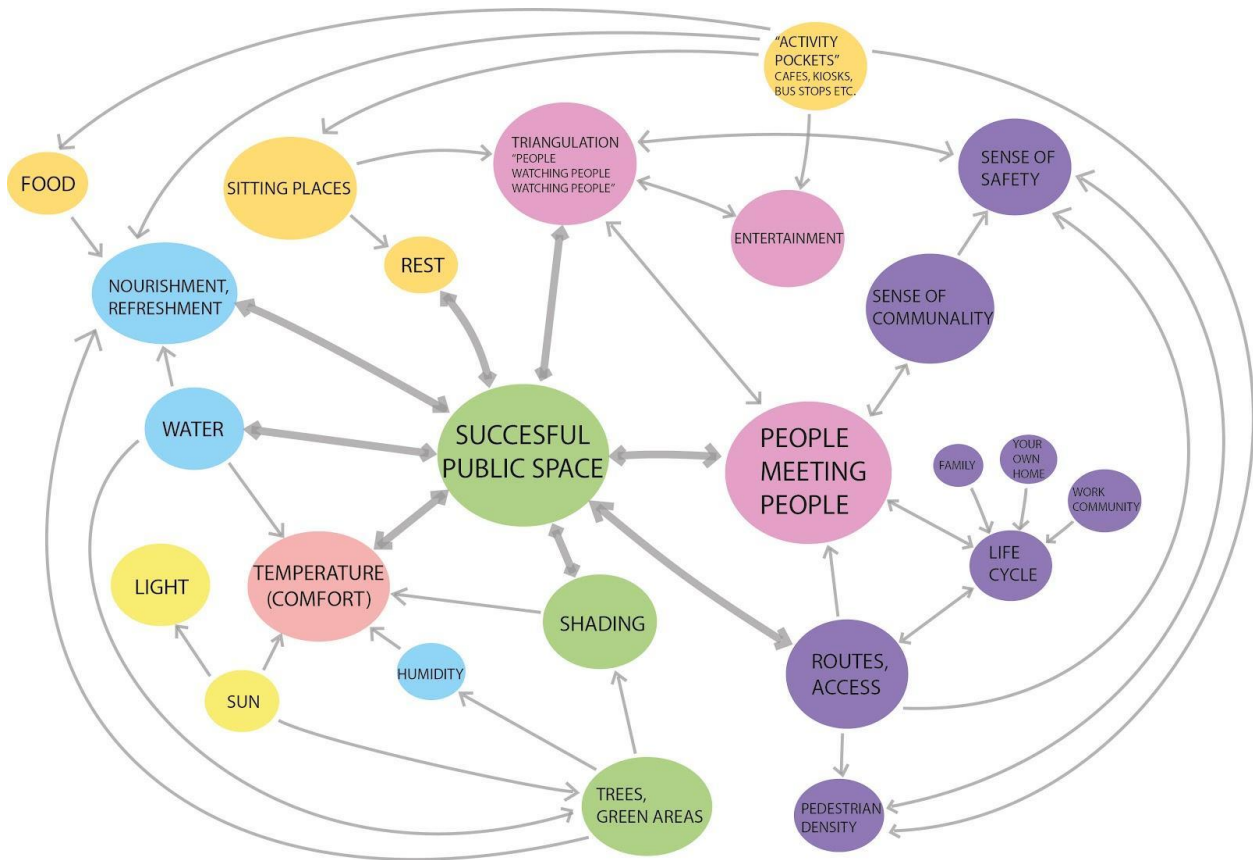 “ACTIVITY
POCKETS”
CAFES, KIOSKS,
BUS STOPS ETC.
TRIANGULATION
“PEOPLE
WATCHING PEOPLE
WATCHING PEOPLE”
SENSE OF
SAFETY
FOOD
SITTING PLACES
ENTERTAINMENT
REST
NOURISHMENT,
REFRESHMENT
SENSE OF
COMMUNALITY
WATER
SUCCESFUL
PUBLIC SPACE
PEOPLE
MEETING
PEOPLE
FAMILY
YOUR
OWN
HOME
WORK
COMMUNITY
LIFE
CYCLE
LIGHT
TEMPERATURE
(COMFORT)
SHADING
HUMIDITY
ROUTES,
ACCESS
SUN
TREES,
GREEN AREAS
PEDESTRIAN
DENSITY